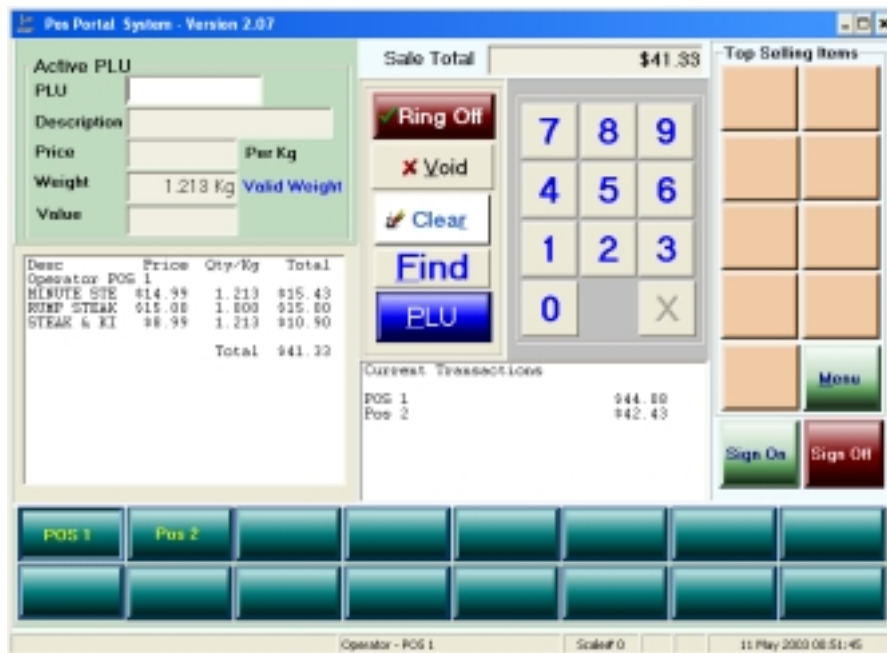 Pos Portal System - Version 2.07
Active PLU
PLU
Description
Price Per Kg
Weight 1.213 Kg Valid Weight
Value
Sale Total $41.33
Ring Off
Void
Clear
Find
PLU
7 8 9
4 5 6
1 2 3
0 X
Top Selling Items
Menu
Sign On Sign Off
Desc Price Qty/Kg Total
Operator POS 1
MINUTE STE $14.99 1.213 $15.43
RUMP STEAK $15.00 1.000 $15.00
STEAK & KI $8.99 1.213 $10.90
Total $41.33
Current Transactions
POS 1 $44.08
Pos 2 $42.43
POS 1 Pos 2
Operator - POS 1 Scale# 0 11 May 2003 08:51:45